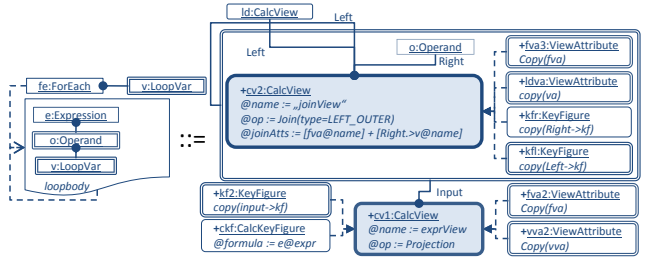 ld:CalcView
Left
Left
o:Operand
Right
fe:ForEach
v:LoopVar
e:Expression
o:Operand
v:LoopVar
loopbody
::=
+cv2:CalcView
@name := „joinView“
@op := Join(type=LEFT_OUTER)
@joinAtts := [fva@name] + [Right.>v@name]
+fva3:ViewAttribute
Copy(fva)
+ldva:ViewAttribute
copy(va)
kfr:KeyFigure
copy(Right->kf)
+kfl:KeyFigure
copy(Left->kf)
Input
+kf2:KeyFigure
copy(input->kf)
+ckf:CalcKeyFigure
@formula := e@expr
+cv1:CalcView
@name := exprView
@op := Projection
+fva2:ViewAttribute
Copy(fva)
+vva2:ViewAttribute
Copy(vva)